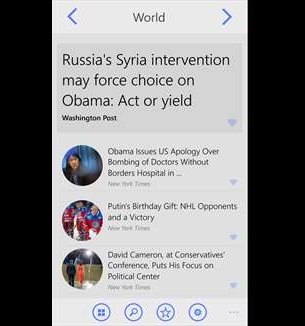 World
Russia's Syria intervention
may force choice on
Obama: Act or yield
Washington Post
Obama Issues US Apology Over
Bombing of Doctors Without
Borders Hospital in ...
New York Times
Putin's Birthday Gift: NHL Opponents
and a Victory
New York Times
David Cameron, at Conservatives'
Conference, Puts His Focus on
Political Center
New York Times
...